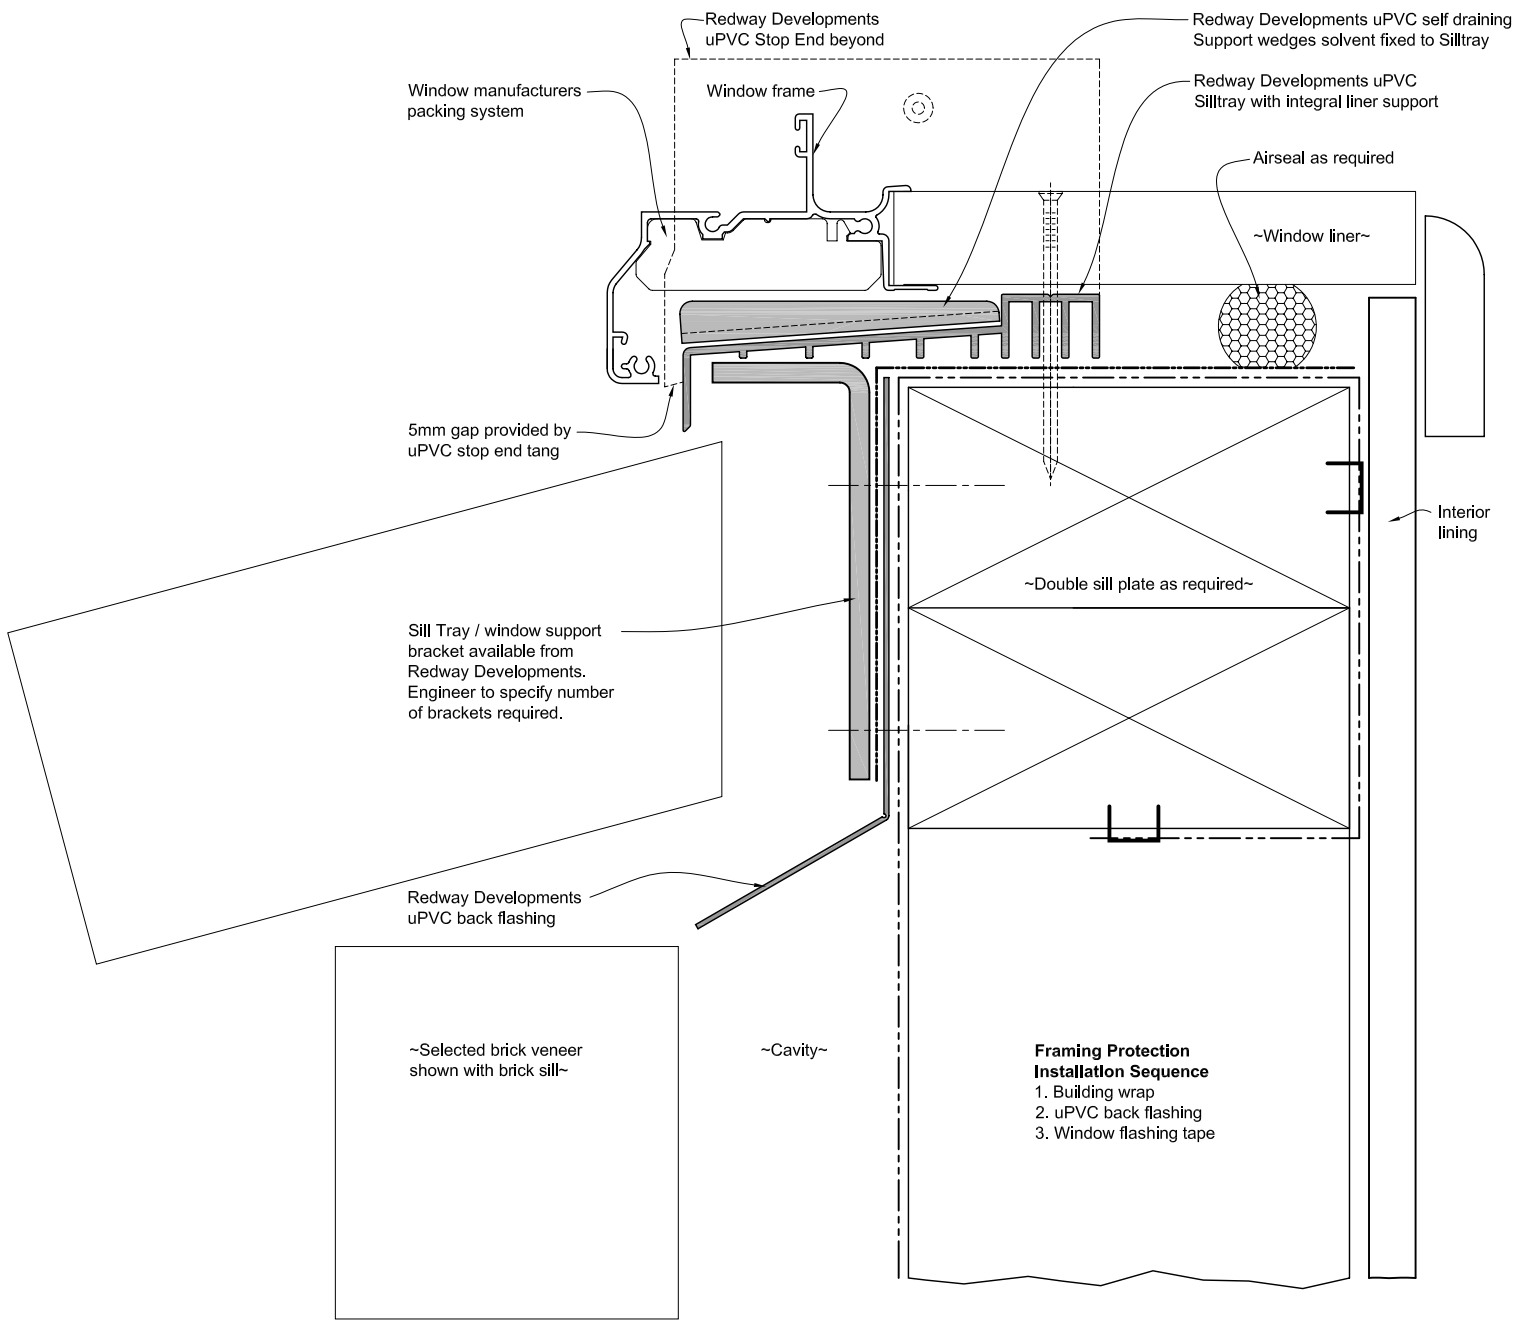 Redway Developments
uPVC Stop End beyond
Redway Developments uPVC self draining
Support wedges solvent fixed to Silltray
Window manufacturers
packing system
Window frame
Redway Developments uPVC
Silltray with integral liner support
Airseal as required
~Window liner~
5mm gap provided by
uPVC stop end tang
Interior
lining
~Double sill plate as required~
Sill Tray / window support
bracket available from
Redway Developments.
Engineer to specify number
of brackets required.
Redway Developments
uPVC back flashing
~Selected brick veneer
shown with brick sill~
~Cavity~
Framing Protection
Installation Sequence
1. Building wrap
2. uPVC back flashing
3. Window flashing tape